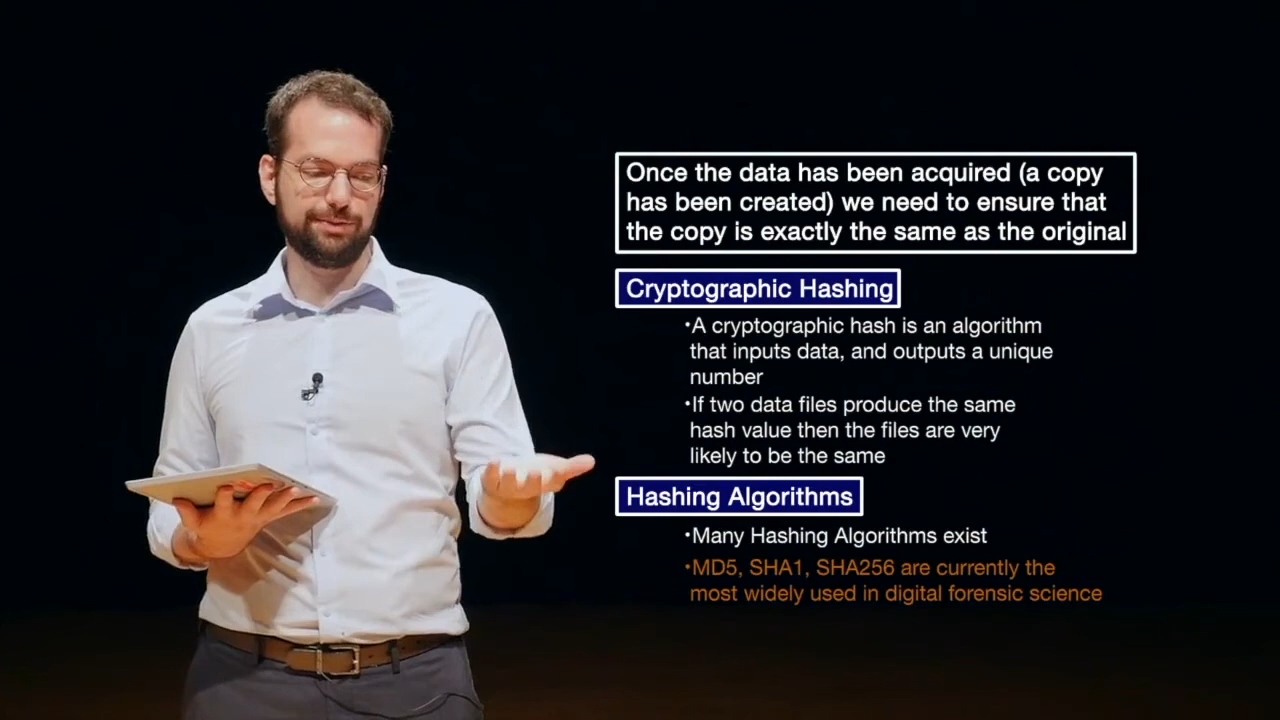 Once the data has been acquired (a copy
has been created) we need to ensure that
the copy is exactly the same as the original
Cryptographic Hashing
•A cryptographic hash is an algorithm
that inputs data, and outputs a unique
number
•If two data files produce the same
hash value then the files are very
likely to be the same
Hashing Algorithms
•Many Hashing Algorithms exist
•MD5, SHA1, SHA256 are currently the
most widely used in digital forensic science